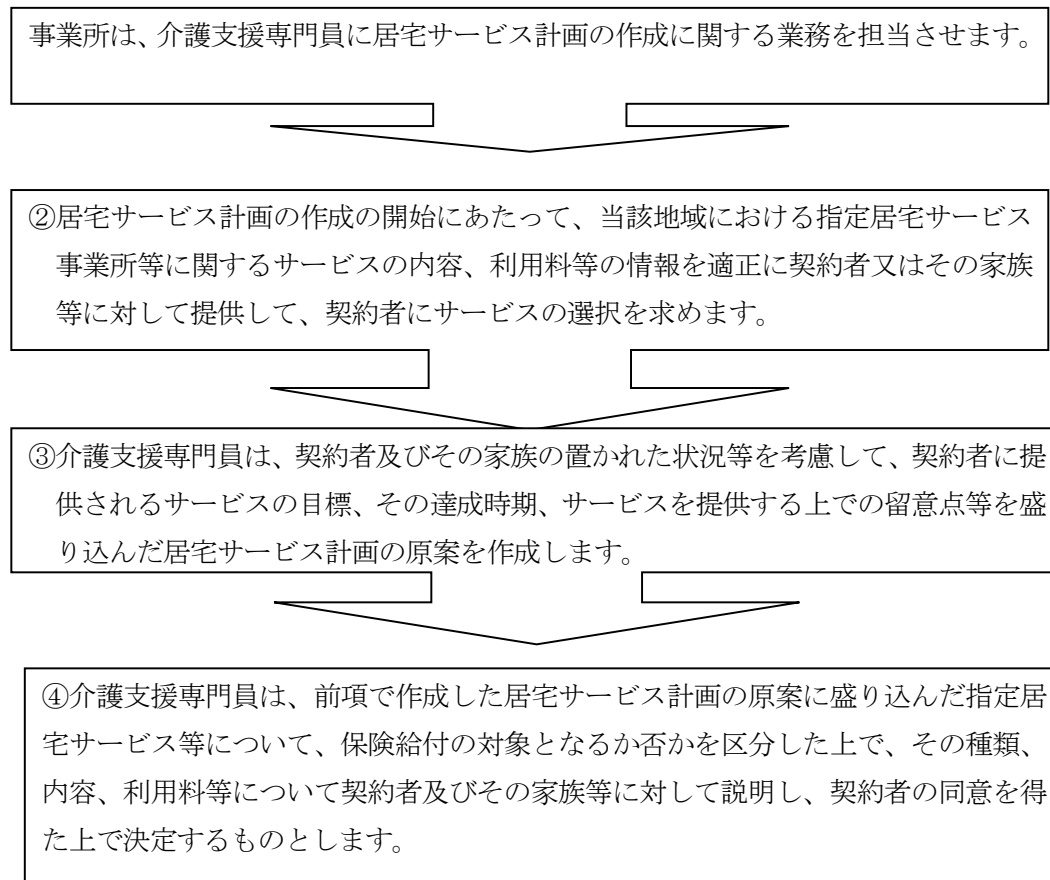 事業所は、介護支援専門員に居宅サービス計画の作成に関する業務を担当させます。
②居宅サービス計画の作成の開始にあたって、当該地域における指定居宅サービス
事業所等に関するサービスの内容、利用料等の情報を適正に契約者又はその家族
等に対して提供して、契約者にサービスの選択を求めます。
③介護支援専門員は、契約者及びその家族の置かれた状況等を考慮して、契約者に提
供されるサービスの目標、その達成時期、サービスを提供する上での留意点等を盛
り込んだ居宅サービス計画の原案を作成します。
④介護支援専門員は、前項で作成した居宅サービス計画の原案に盛り込んだ指定居
宅サービス等について、保険給付の対象となるか否かを区分した上で、その種類、
内容、利用料等について契約者及びその家族等に対して説明し、契約者の同意を得
た上で決定するものとします。